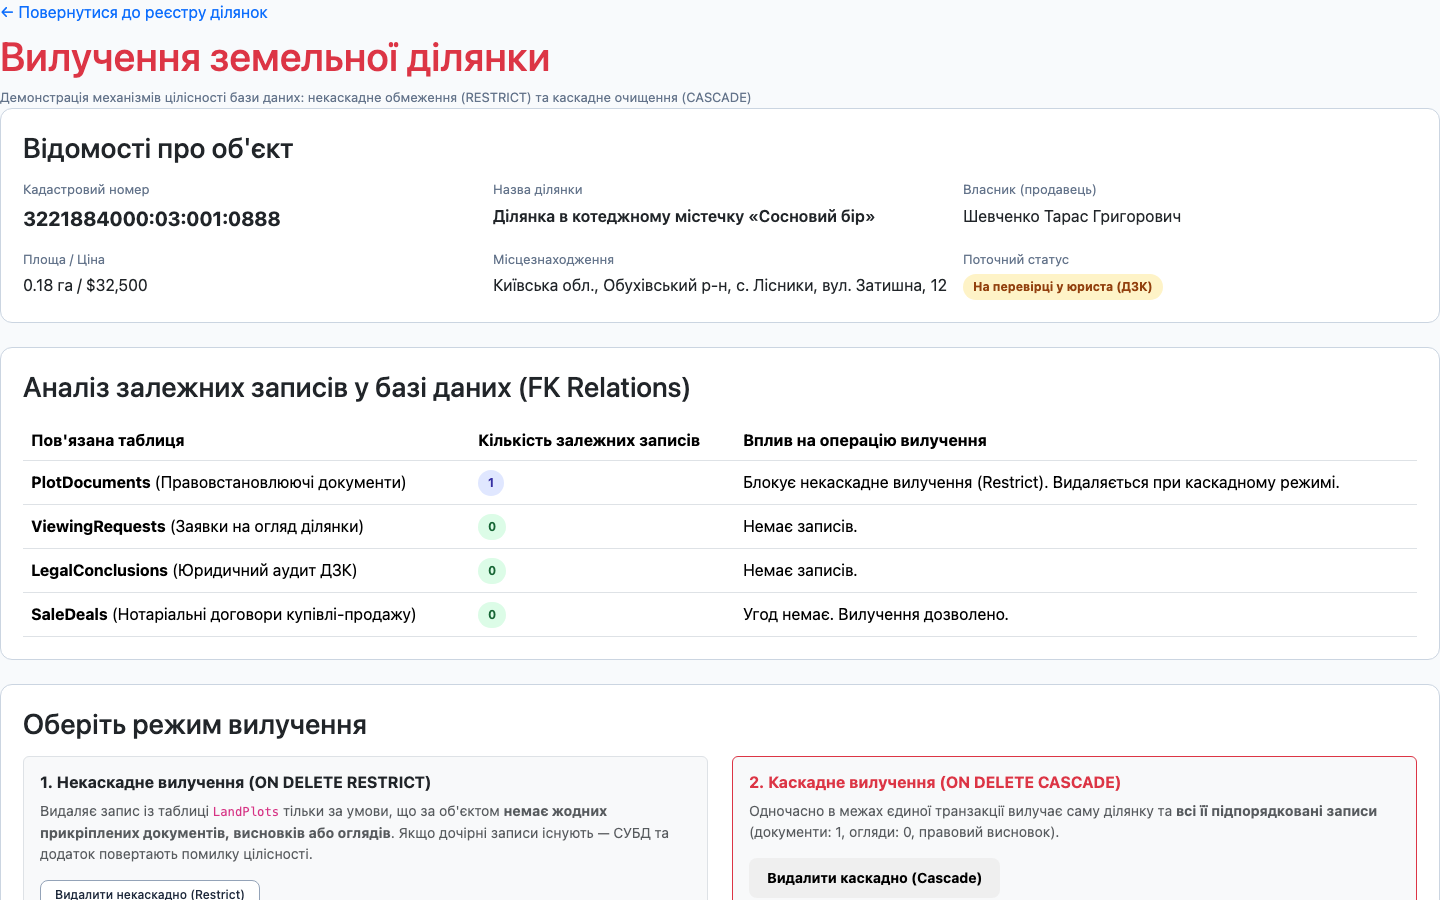 ← Повернутися до реєстру ділянок
Вилучення земельної ділянки
Демонстрація механізмів цілісності бази даних: некаскадне обмеження (RESTRICT) та каскадне очищення (CASCADE)
Відомості про об'єкт
Кадастровий номер
3221884000:03:001:0888
Назва ділянки
Ділянка в котеджному містечку «Сосновий бір»
Власник (продавець)
Шевченко Тарас Григорович
Площа / Ціна
0.18 га / $32,500
Місцезнаходження
Київська обл., Обухівський р-н, с. Лісники, вул. Затишна, 12
Поточний статус
На перевірці у юриста (ДЗК)
Аналіз залежних записів у базі даних (FK Relations)
Пов'язана таблиця Кількість залежних записів Вплив на операцію вилучення
PlotDocuments (Правовстановлюючі документи) 1 Блокує некаскадне вилучення (Restrict). Видаляється при каскадному режимі.
ViewingRequests (Заявки на огляд ділянки) 0 Немає записів.
LegalConclusions (Юридичний аудит ДЗК) 0 Немає записів.
SaleDeals (Нотаріальні договори купівлі-продажу) 0 Угод немає. Вилучення дозволено.
Оберіть режим вилучення
1. Некаскадне вилучення (ON DELETE RESTRICT)
Видаляє запис із таблиці LandPlots тільки за умови, що за об'єктом немає жодних
прикріплених документів, висновків або оглядів. Якщо дочірні записи існують — СУБД та
додаток повертають помилку цілісності.
Видалити некаскадно (Restrict)
2. Каскадне вилучення (ON DELETE CASCADE)
Одночасно в межах єдиної транзакції вилучає саму ділянку та всі її підпорядковані записи
(документи: 1, огляди: 0, правовий висновок).
Видалити каскадно (Cascade)